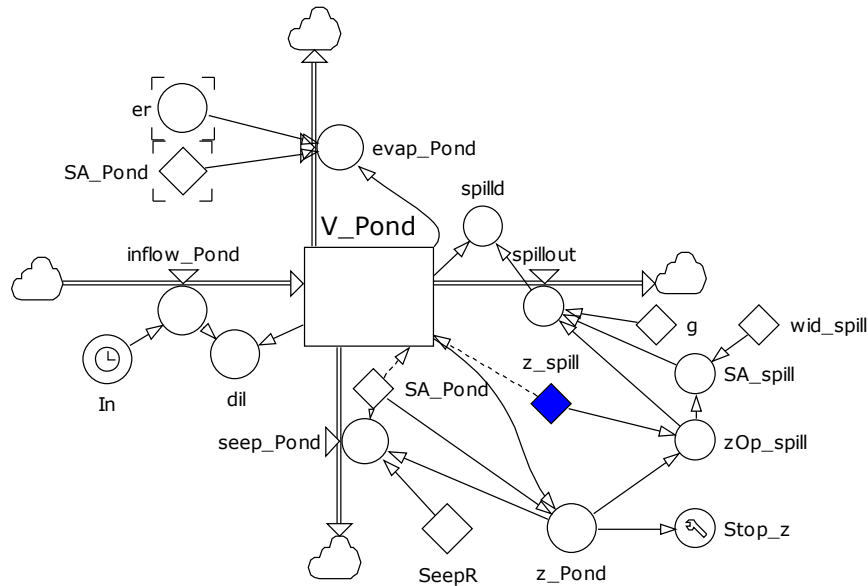 er
evap_Pond
SA_Pond
spilld
V_Pond
inflow_Pond
spillout
g
wid_spill
z_spill
SA_spill
In
dil
SA_Pond
seep_Pond
zOp_spill
Stop_z
SeepR
z_Pond